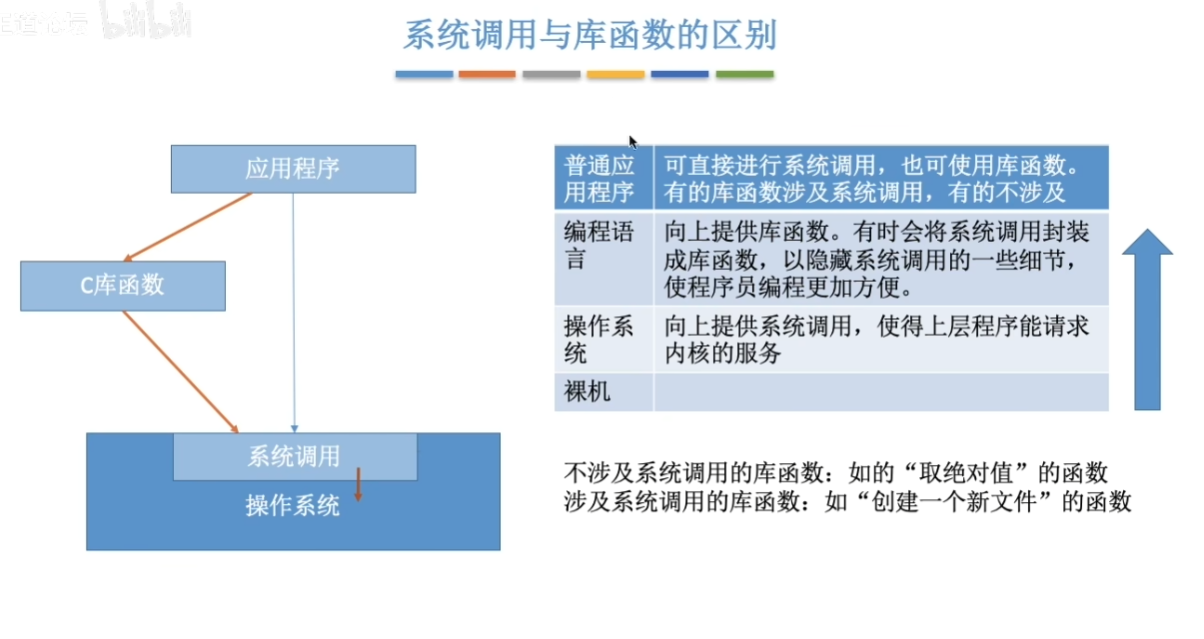 bilibili
系统调用与库函数的区别
应用程序
C库函数
系统调用
操作系统
普通应
用程序
可直接进行系统调用，也可使用库函数。
有的库函数涉及系统调用，有的不涉及
编程语
言
向上提供库函数。有时会将系统调用封装
成库函数，以隐藏系统调用的一些细节，
使程序员编程更加方便。
操作系
统
向上提供系统调用，使得上层程序能请求
内核的服务
裸机
不涉及系统调用的库函数：如的“取绝对值”的函数
涉及系统调用的库函数：如“创建一个新文件”的函数